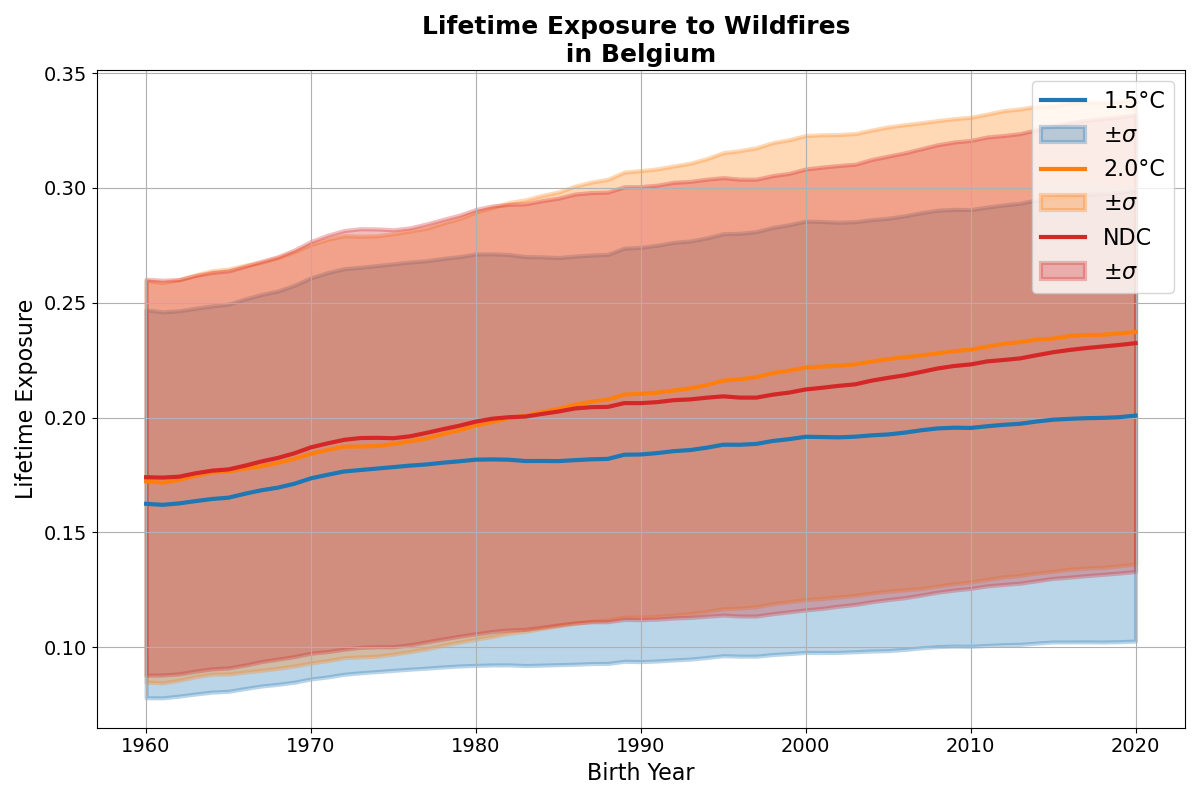 Lifetime Exposure to Wildfires
in Belgium
0.35
0.30
0.25
0.20
0.15
0.10
Lifetime Exposure
1960 1970 1980 1990 2000 2010 2020
Birth Year
1.5°C
±σ
2.0°C
±σ
NDC
±σ